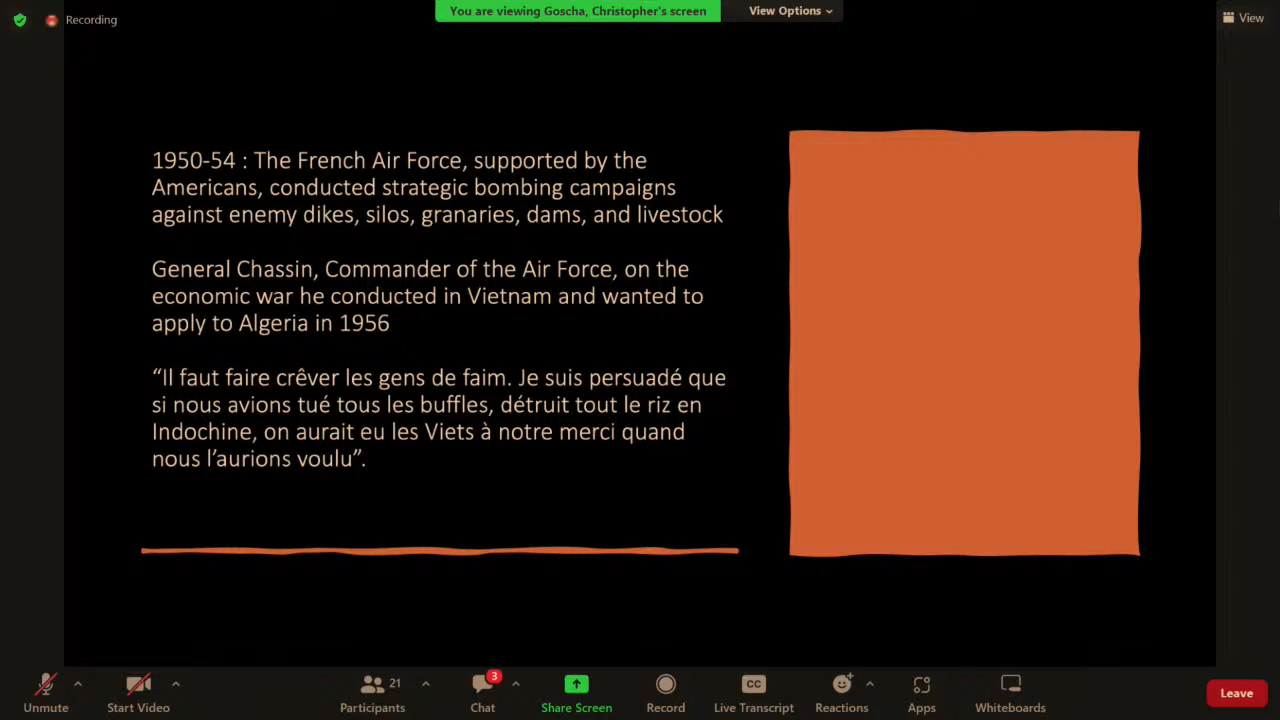 You are viewing Goscha, Christopher's screen
View Options
Recording
View
1950-54 : The French Air Force, supported by the
Americans, conducted strategic bombing campaigns
against enemy dikes, silos, granaries, dams, and livestock
General Chassin, Commander of the Air Force, on the
economic war he conducted in Vietnam and wanted to
apply to Algeria in 1956
“Il faut faire crêver les gens de faim. Je suis persuadé que
si nous avions tué tous les buffles, détruit tout le riz en
Indochine, on aurait eu les Viets à notre merci quand
nous l’aurions voulu”.
21
3
CC
Unmute
Start Video
Participants
Chat
Share Screen
Record
Live Transcript
Reactions
Apps
Whiteboards
Leave